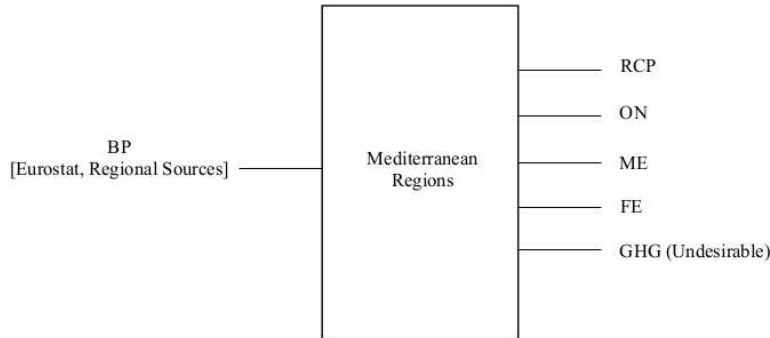 BP
[Eurostat, Regional Sources]
Mediterranean
Regions
RCP
ON
ME
FE
GHG (Undesirable)